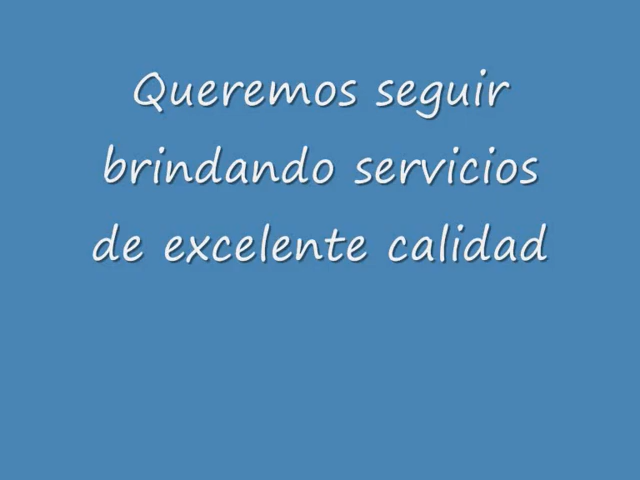 Queremos seguir
brindando servicios
de excelente calidad